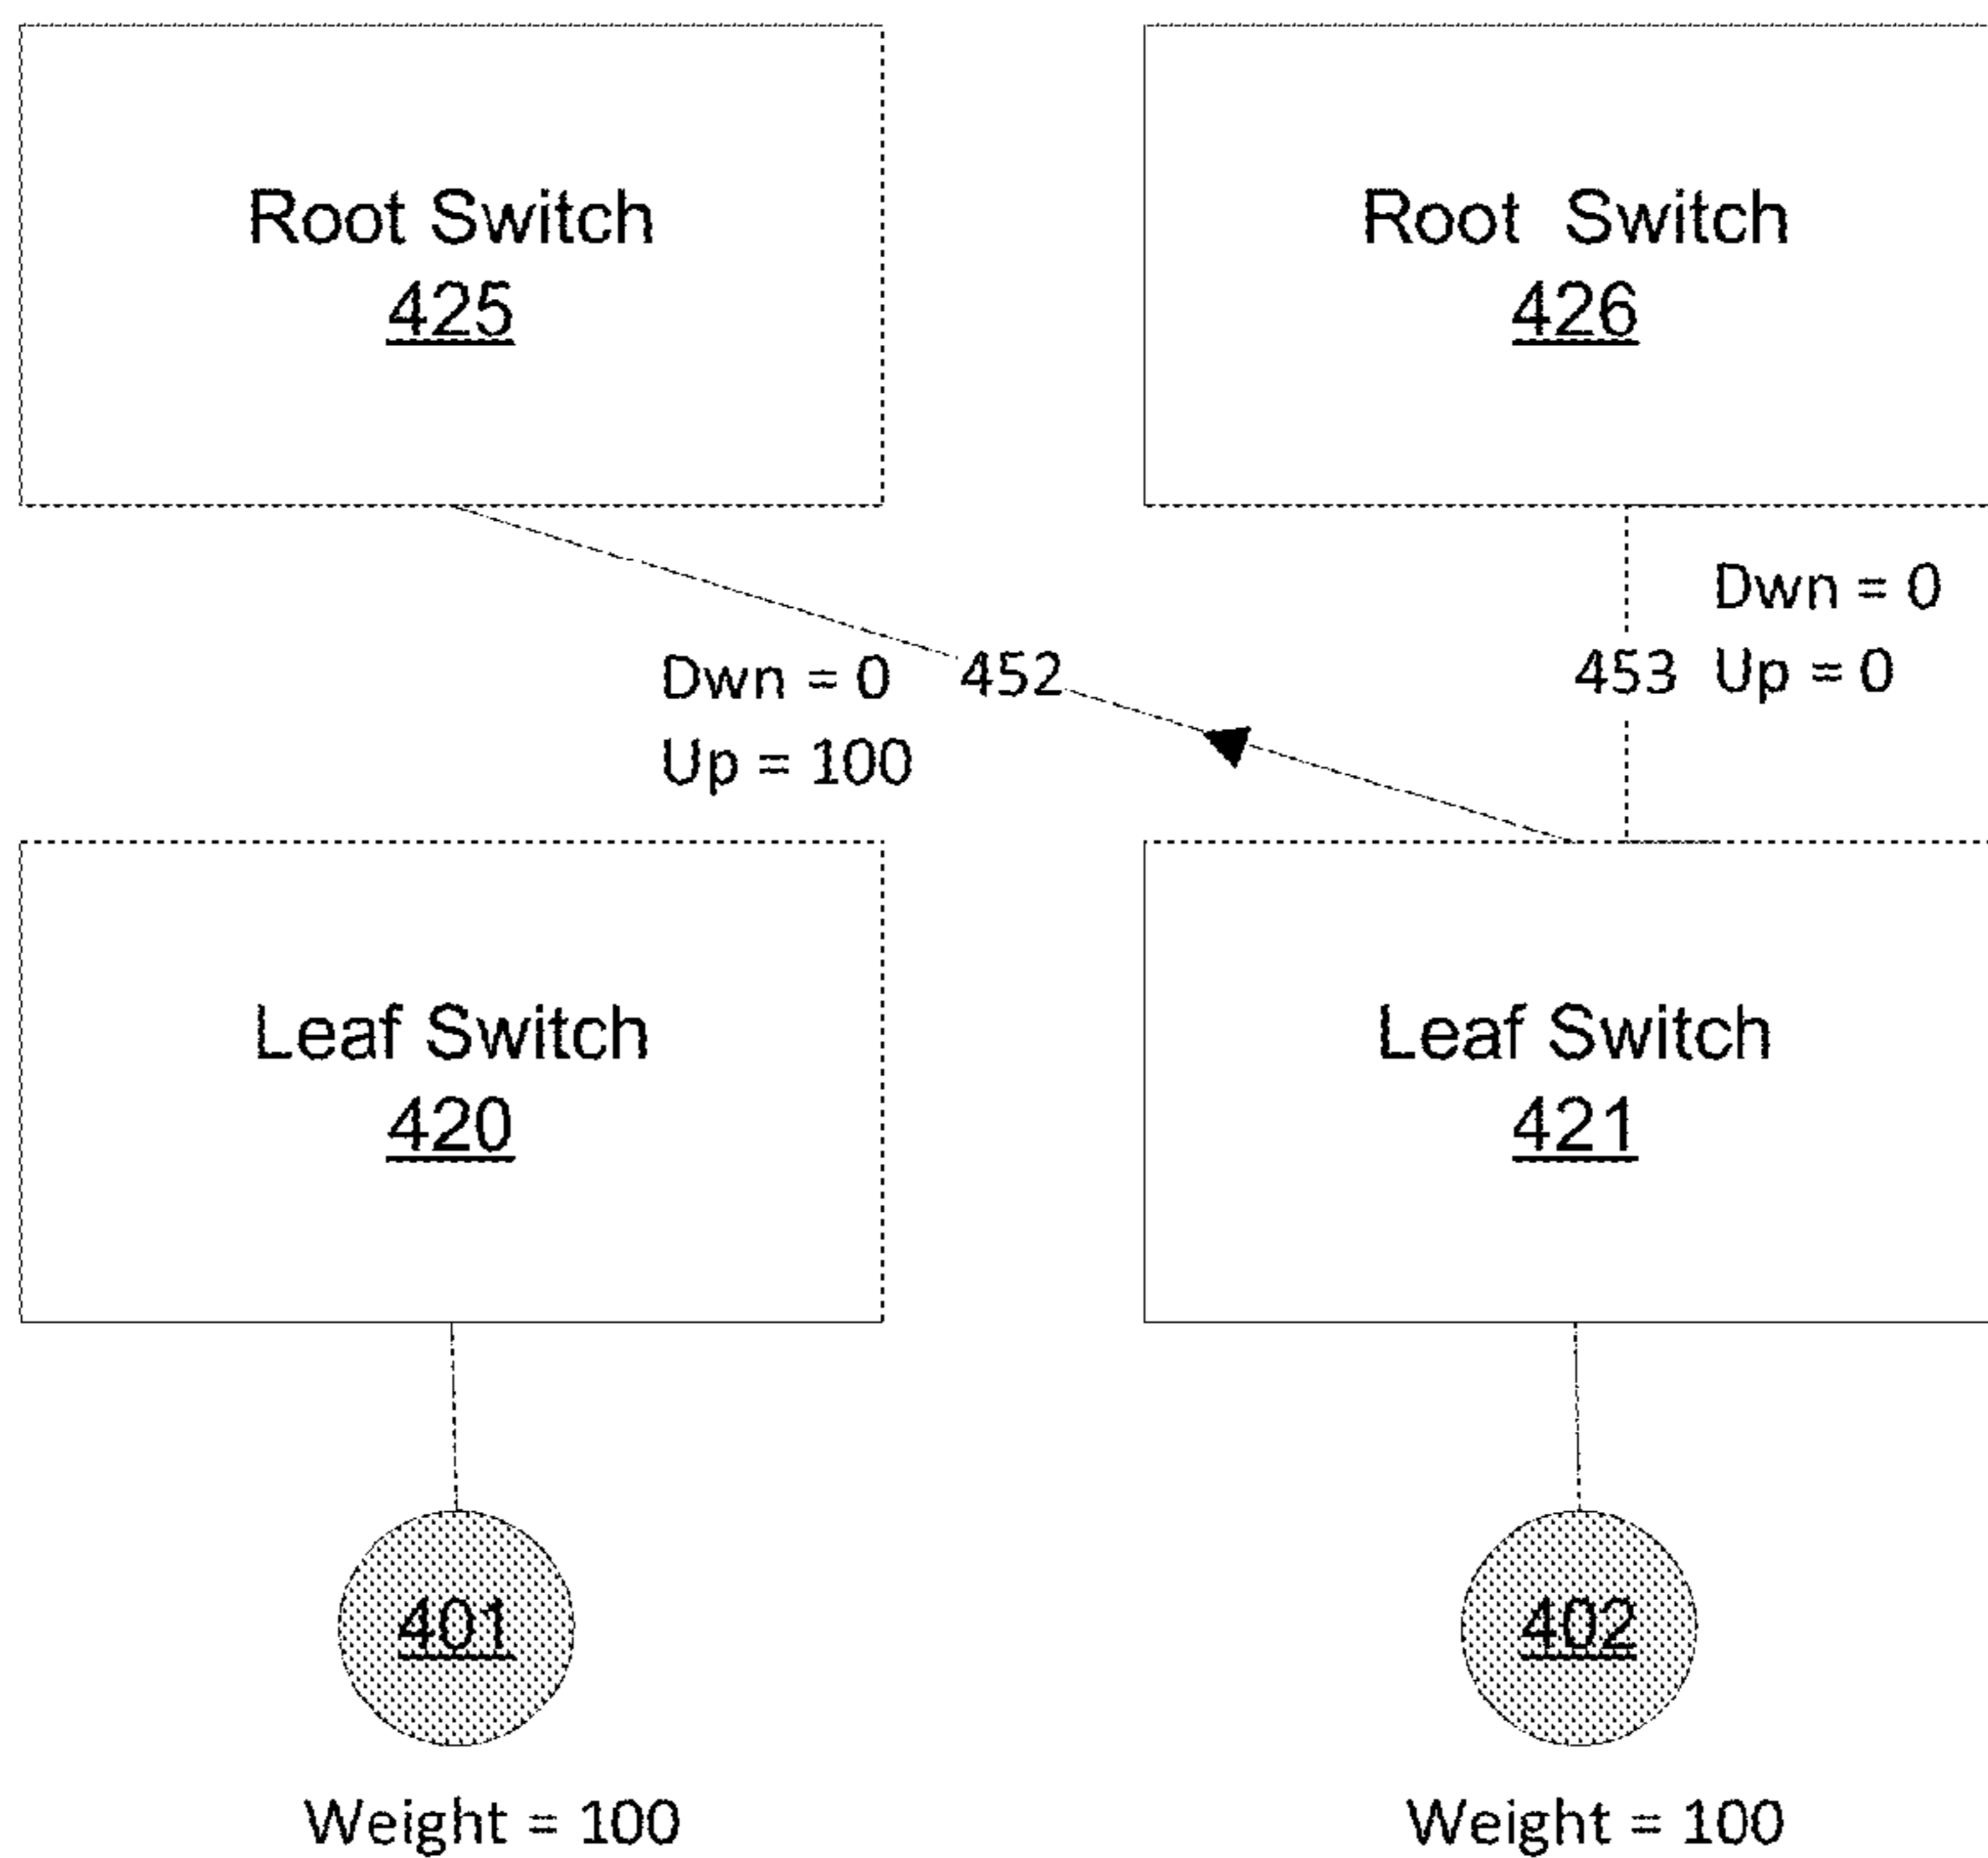 Root Switch
425
Root Switch
426
Dwn = 0
Up = 0
453
Dwn = 0
Up = 100
452
Leaf Switch
420
Leaf Switch
421
401
402
Weight = 100
Weight = 100